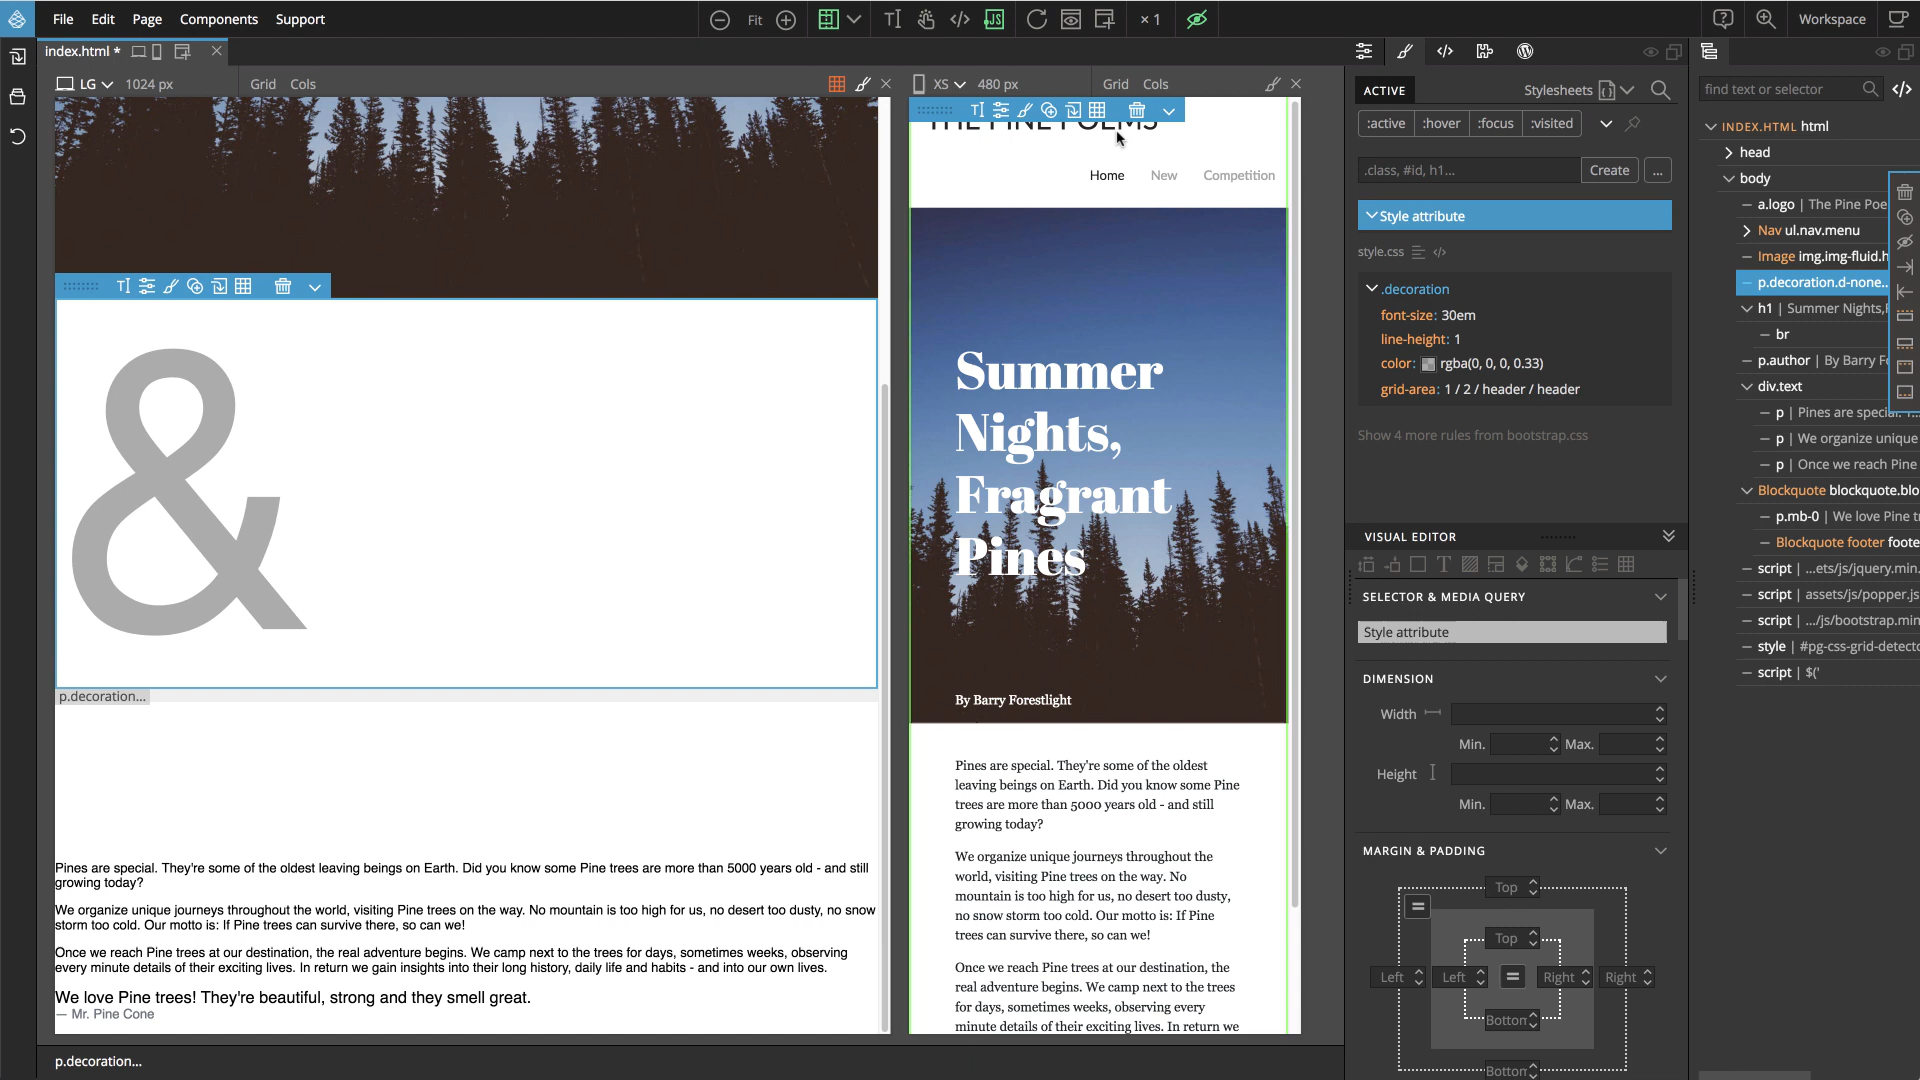 File Edit Page Components Support
Fit
JS
× 1
Workspace
index.html *
LG 1024 px Grid Cols
XS 480 px Grid Cols
&
p.decoration...
Pines are special. They're some of the oldest leaving beings on Earth. Did you know some Pine trees are more than 5000 years old - and still
growing today?
We organize unique journeys throughout the world, visiting Pine trees on the way. No mountain is too high for us, no desert too dusty, no snow
storm too cold. Our motto is: If Pine trees can survive there, so can we!
Once we reach Pine trees at our destination, the real adventure begins. We camp next to the trees for days, sometimes weeks, observing
every minute details of their exciting lives. In return we gain insights into their long history, daily life and habits - and into our own lives.
We love Pine trees! They're beautiful, strong and they smell great.
— Mr. Pine Cone
p.decoration...
THE PINE POEMS
Home New Competition
Summer
Nights,
Fragrant
Pines
By Barry Forestlight
Pines are special. They're some of the oldest
leaving beings on Earth. Did you know some Pine
trees are more than 5000 years old - and still
growing today?
We organize unique journeys throughout the
world, visiting Pine trees on the way. No
mountain is too high for us, no desert too dusty,
no snow storm too cold. Our motto is: If Pine
trees can survive there, so can we!
Once we reach Pine trees at our destination, the
real adventure begins. We camp next to the trees
for days, sometimes weeks, observing every
minute details of their exciting lives. In return we
ACTIVE Stylesheets
:active :hover :focus :visited
.class, #id, h1... Create ...
Style attribute
style.css
.decoration
font-size: 30em
line-height: 1
color: rgba(0, 0, 0, 0.33)
grid-area: 1 / 2 / header / header
Show 4 more rules from bootstrap.css
VISUAL EDITOR
SELECTOR & MEDIA QUERY
Style attribute
DIMENSION
Width
Min. Max.
Height
Min. Max.
MARGIN & PADDING
Top
Top
Left Left Right Right
Bottom
Bottom
find text or selector
INDEX.HTML html
head
body
a.logo | The Pine Poe
Nav ul.nav.menu
Image img.img-fluid.h
p.decoration.d-none..
h1 | Summer Nights,
br
p.author | By Barry F
div.text
p | Pines are special. T...
p | We organize unique
p | Once we reach Pine
Blockquote blockquote.blo
p.mb-0 | We love Pine t
Blockquote footer foote
script | ...ets/js/jquery.min.
script | assets/js/popper.js
script | .../js/bootstrap.min
style | #pg-css-grid-detecto
script | $('